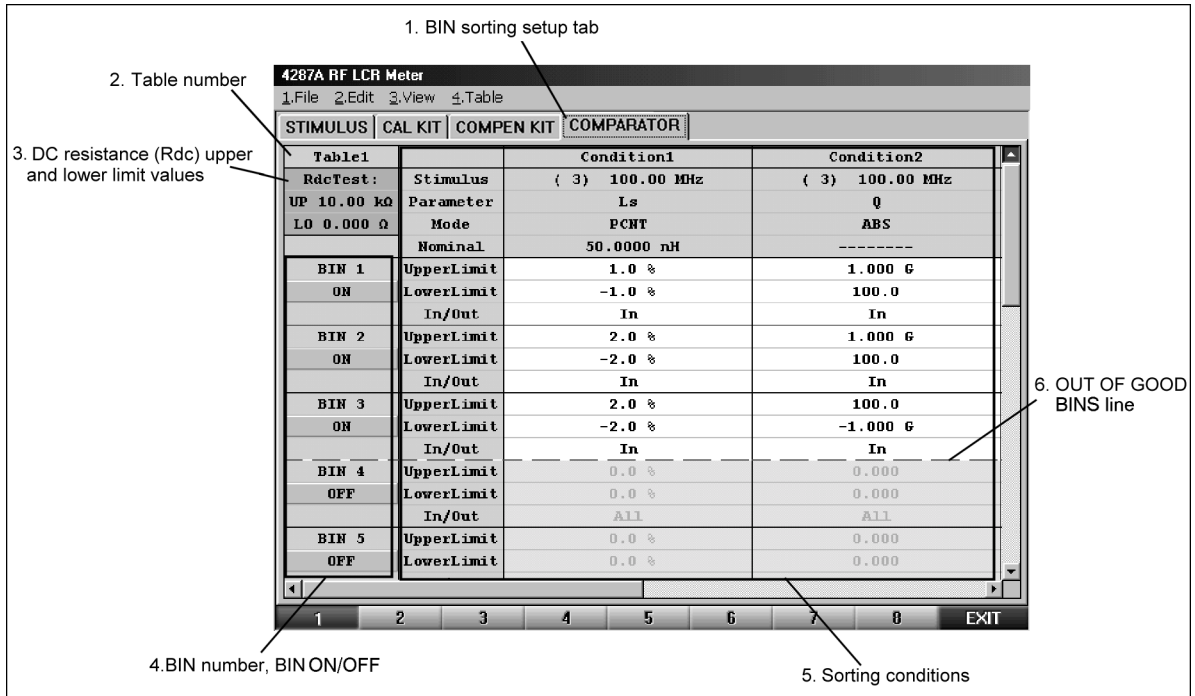 1. BIN sorting setup tab
2. Table number
3. DC resistance (Rdc) upper
and lower limit values
4287A RF LCR Meter
1.File 2.Edit 3.View 4.Table
STIMULUS CAL KIT COMPEN KIT COMPARATOR
Table1 Condition1 Condition2
RdcTest: Stimulus ( 3) 100.00 MHz ( 3) 100.00 MHz
UP 10.00 kΩ Parameter Ls Q
LO 0.000 Ω Mode PCNT ABS
Nominal 50.0000 nH --------
BIN 1 UpperLimit 1.0 % 1.000 G
ON LowerLimit -1.0 % 100.0
In/Out In In
BIN 2 UpperLimit 2.0 % 1.000 G
ON LowerLimit -2.0 % 100.0
In/Out In In
BIN 3 UpperLimit 2.0 % 100.0
ON LowerLimit -2.0 % -1.000 G
In/Out In In
BIN 4 UpperLimit 0.0 % 0.000
OFF LowerLimit 0.0 % 0.000
In/Out All All
BIN 5 UpperLimit 0.0 % 0.000
OFF LowerLimit 0.0 % 0.000
1 2 3 4 5 6 7 8 EXIT
6. OUT OF GOOD
BINS line
4.BIN number, BIN ON/OFF
5. Sorting conditions